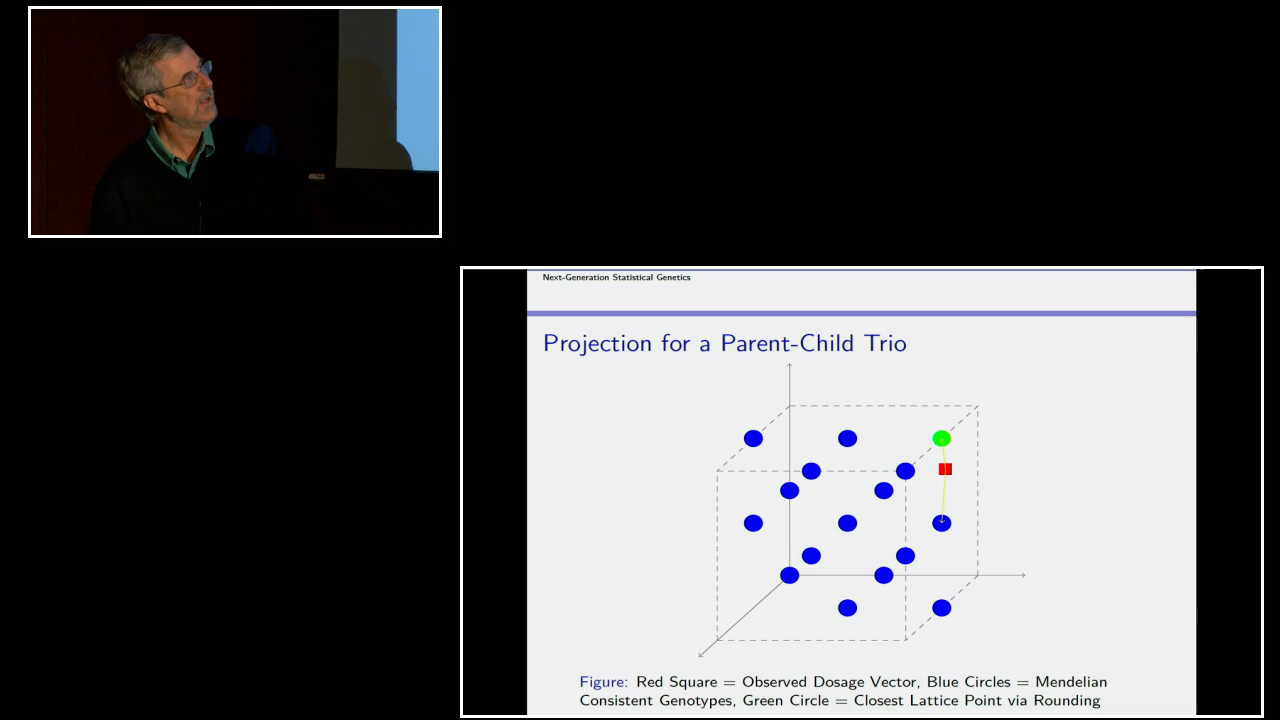 Next-Generation Statistical Genetics
Projection for a Parent-Child Trio
Figure: Red Square = Observed Dosage Vector, Blue Circles = Mendelian
Consistent Genotypes, Green Circle = Closest Lattice Point via Rounding